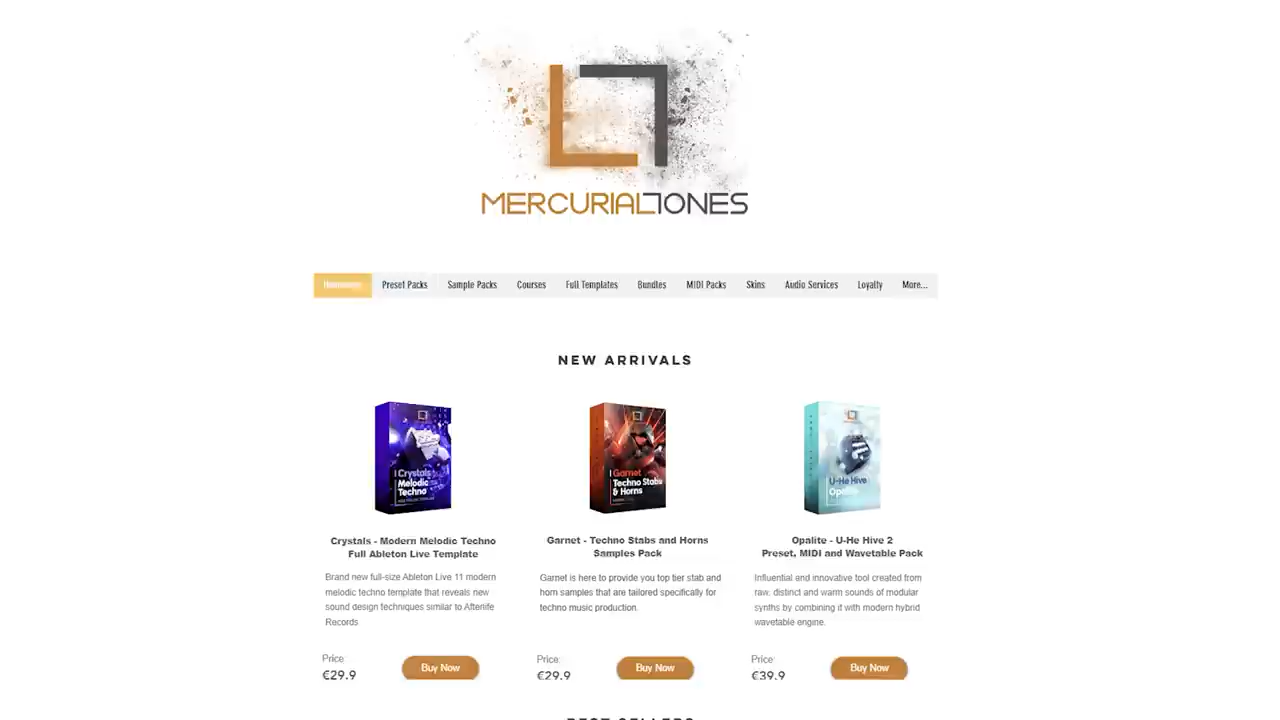 MERCURIALTONES
Homepage Preset Packs Sample Packs Courses Full Templates Bundles MIDI Packs Skins Audio Services Loyalty More...
NEW ARRIVALS
Crystals
Melodic
Techno
Garnet
Techno Stabs
& Horns
U-He Hive
Opalite
Crystals - Modern Melodic Techno
Full Ableton Live Template
Brand new full-size Ableton Live 11 modern
melodic techno template that reveals new
sound design techniques similar to Afterlife
Records
Price:
€29.9
Buy Now
Garnet - Techno Stabs and Horns
Samples Pack
Garnet is here to provide you top tier stab and
horn samples that are tailored specifically for
techno music production.
Price:
€29.9
Buy Now
Opalite - U-He Hive 2
Preset, MIDI and Wavetable Pack
Influential and innovative tool created from
raw, distinct and warm sounds of modular
synths by combining it with modern hybrid
wavetable engine.
Price:
€39.9
Buy Now
BEST SELLERS